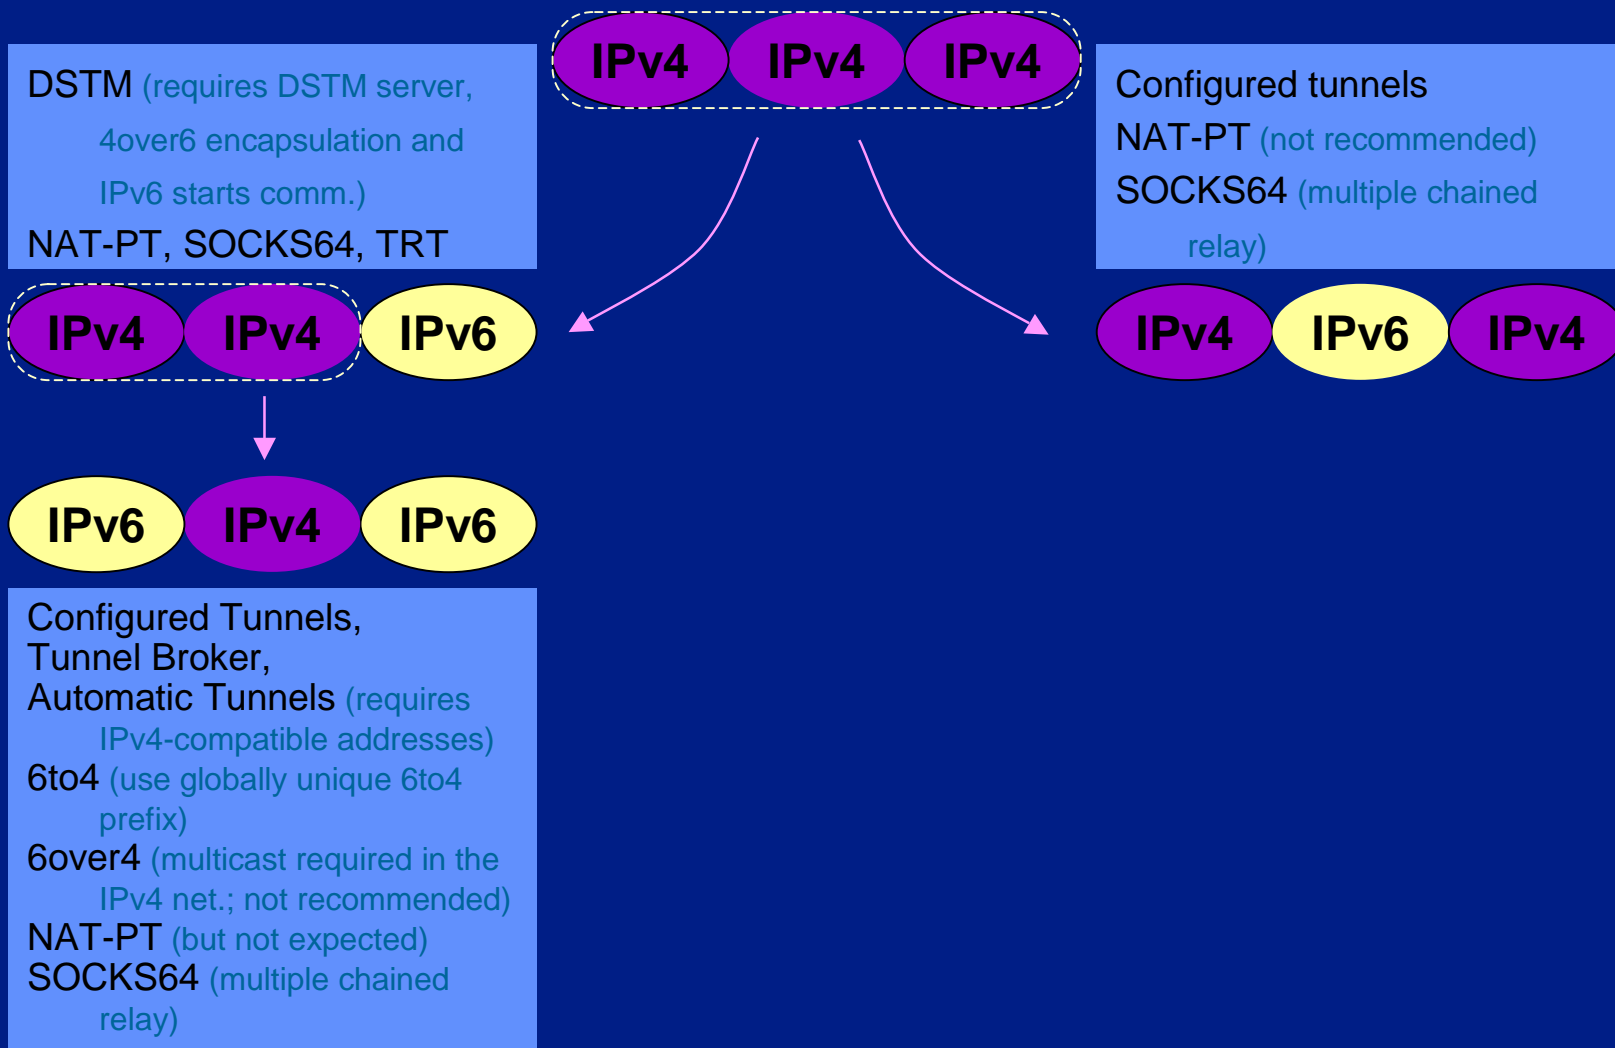 IPv4 IPv4 IPv4
DSTM (requires DSTM server,
4over6 encapsulation and
IPv6 starts comm.)
NAT-PT, SOCKS64, TRT
Configured tunnels
NAT-PT (not recommended)
SOCKS64 (multiple chained
relay)
IPv4 IPv4 IPv6
IPv4 IPv6 IPv4
IPv6 IPv4 IPv6
Configured Tunnels,
Tunnel Broker,
Automatic Tunnels (requires
IPv4-compatible addresses)
6to4 (use globally unique 6to4
prefix)
6over4 (multicast required in the
IPv4 net.; not recommended)
NAT-PT (but not expected)
SOCKS64 (multiple chained
relay)